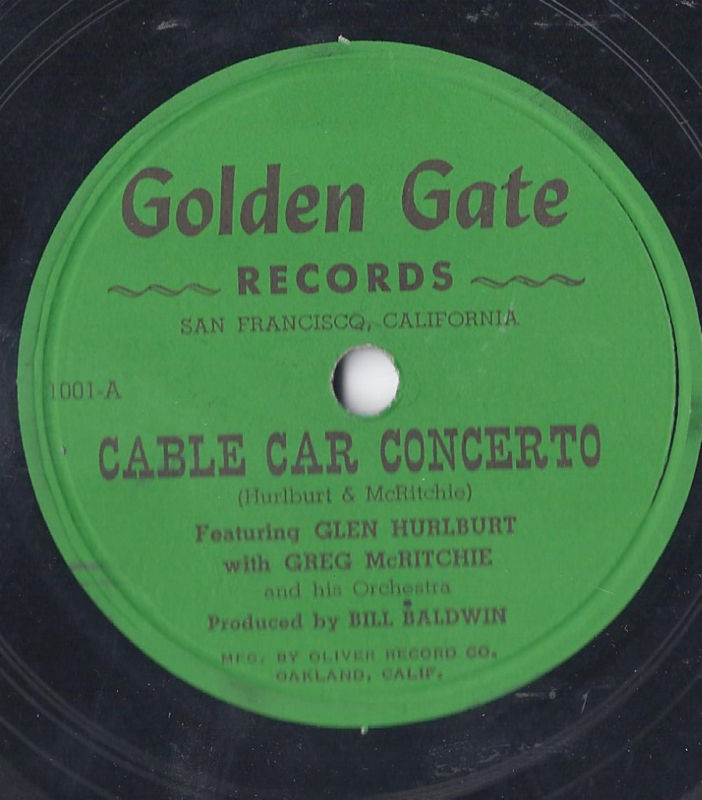 Golden Gate
RECORDS
SAN FRANCISCO, CALIFORNIA
1001-A
CABLE CAR CONCERTO
(Hurlburt & McRitchie)
Featuring GLEN HURLBURT
with GREG McRITCHIE
and his Orchestra
Produced by BILL BALDWIN
MFG. BY OLIVER RECORD CO.
OAKLAND, CALIF.